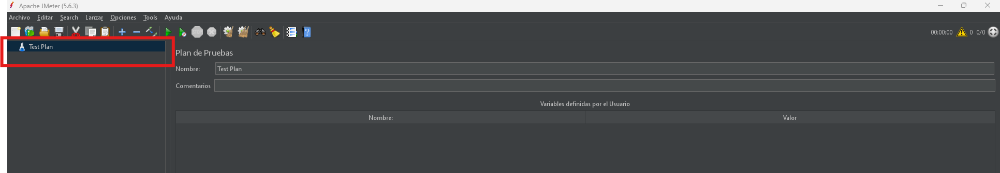 Apache JMeter (5.6.3)
Archivo Editar Search Lanzar Opciones Tools Ayuda
STOP
00:00:00 0 0/0
Test Plan
Plan de Pruebas
Nombre: Test Plan
Comentarios
Variables definidas por el Usuario
Nombre: Valor